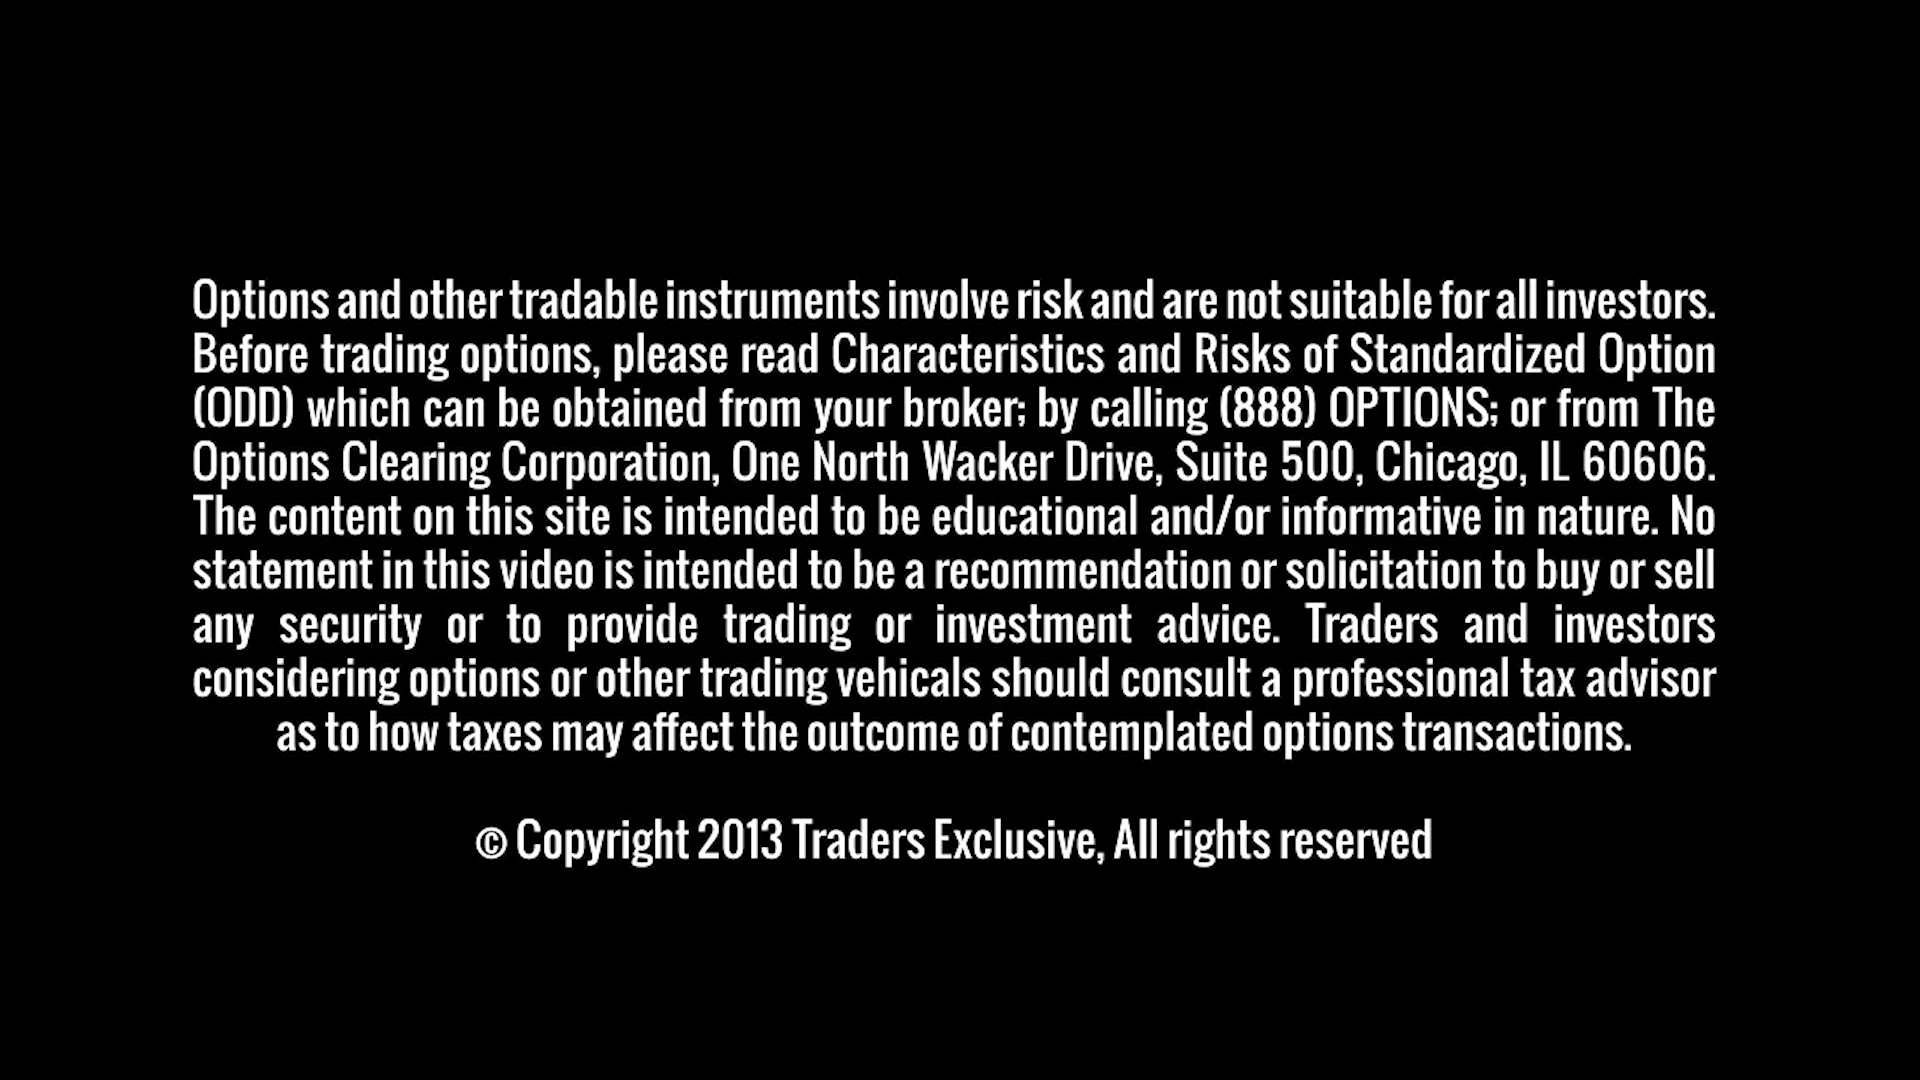 Options and other tradable instruments involve risk and are not suitable for all investors.
Before trading options, please read Characteristics and Risks of Standardized Option
(ODD) which can be obtained from your broker; by calling (888) OPTIONS; or from The
Options Clearing Corporation, One North Wacker Drive, Suite 500, Chicago, IL 60606.
The content on this site is intended to be educational and/or informative in nature. No
statement in this video is intended to be a recommendation or solicitation to buy or sell
any security or to provide trading or investment advice. Traders and investors
considering options or other trading vehicals should consult a professional tax advisor
as to how taxes may affect the outcome of contemplated options transactions.
© Copyright 2013 Traders Exclusive, All rights reserved